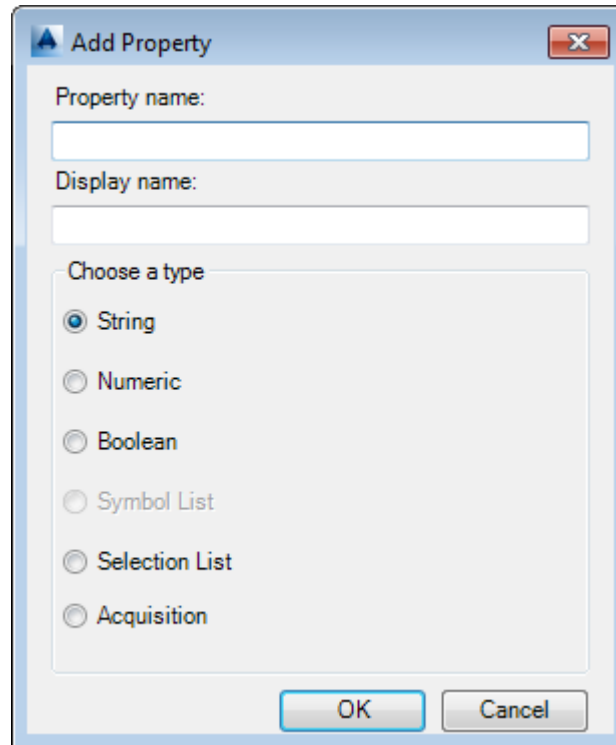 Add Property
Property name:
Display name:
Choose a type
String
Numeric
Boolean
Symbol List
Selection List
Acquisition
OK Cancel